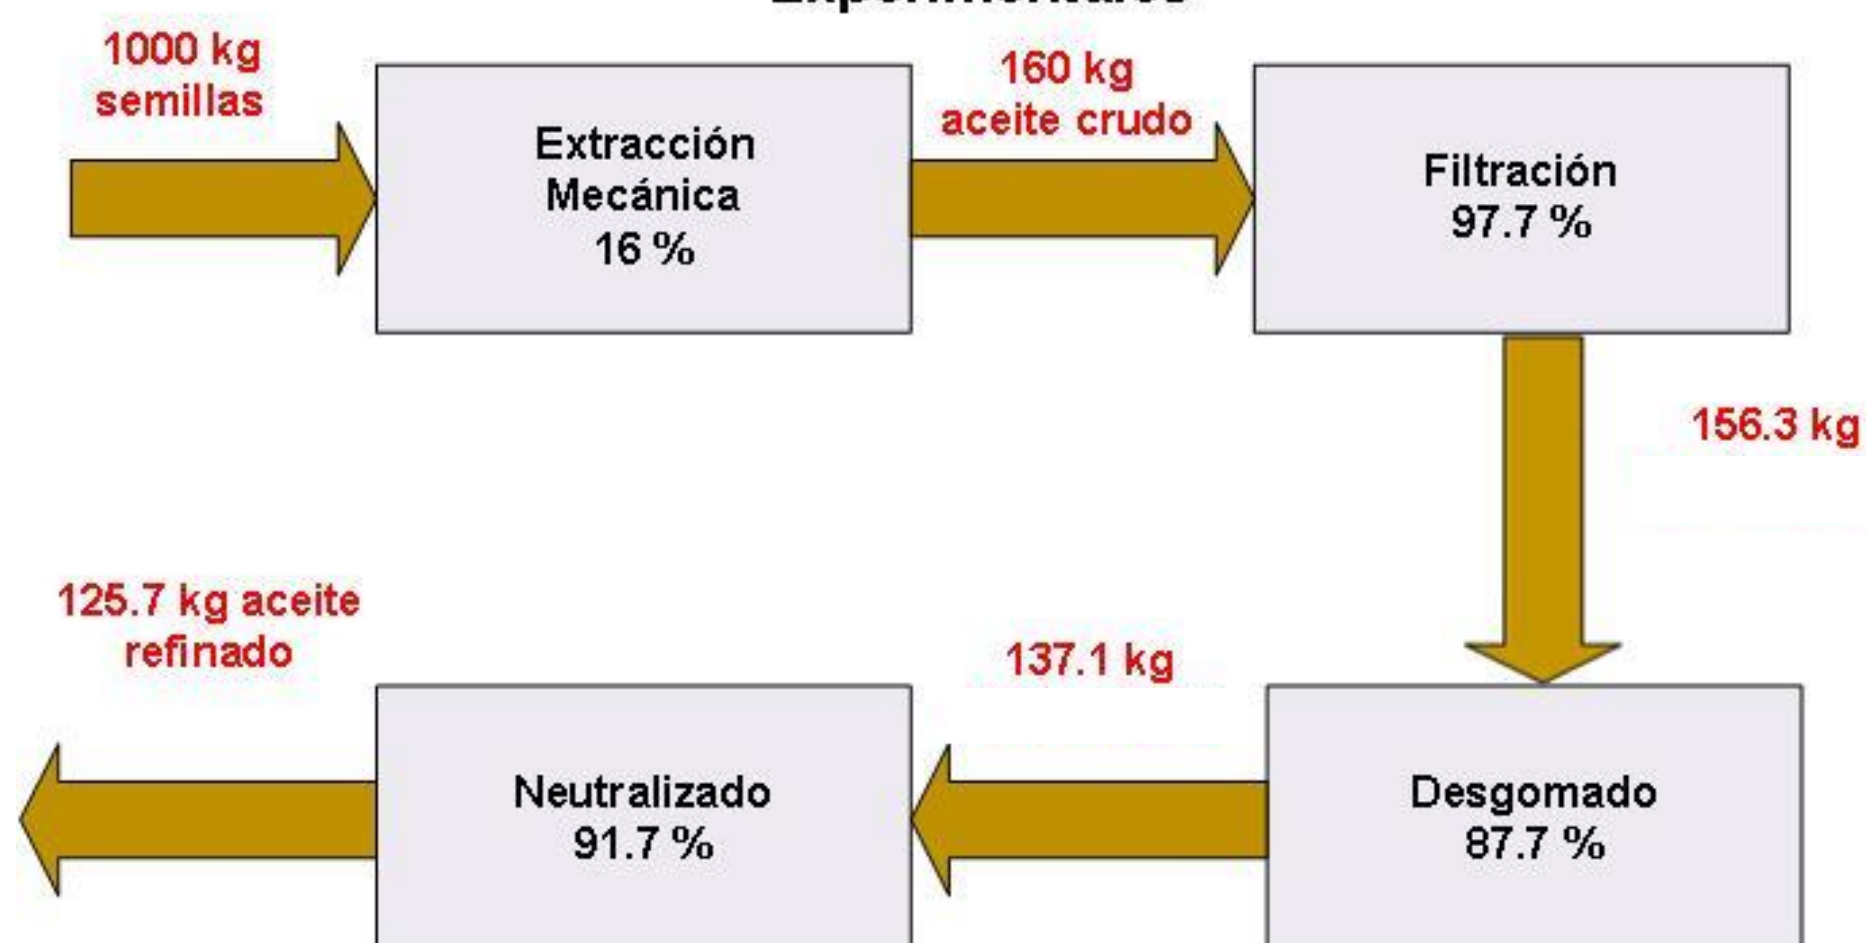 1000 kg
semillas
Extracción
Mecánica
16 %
160 kg
aceite crudo
Filtración
97.7 %
156.3 kg
Desgomado
87.7 %
137.1 kg
Neutralizado
91.7 %
125.7 kg aceite
refinado